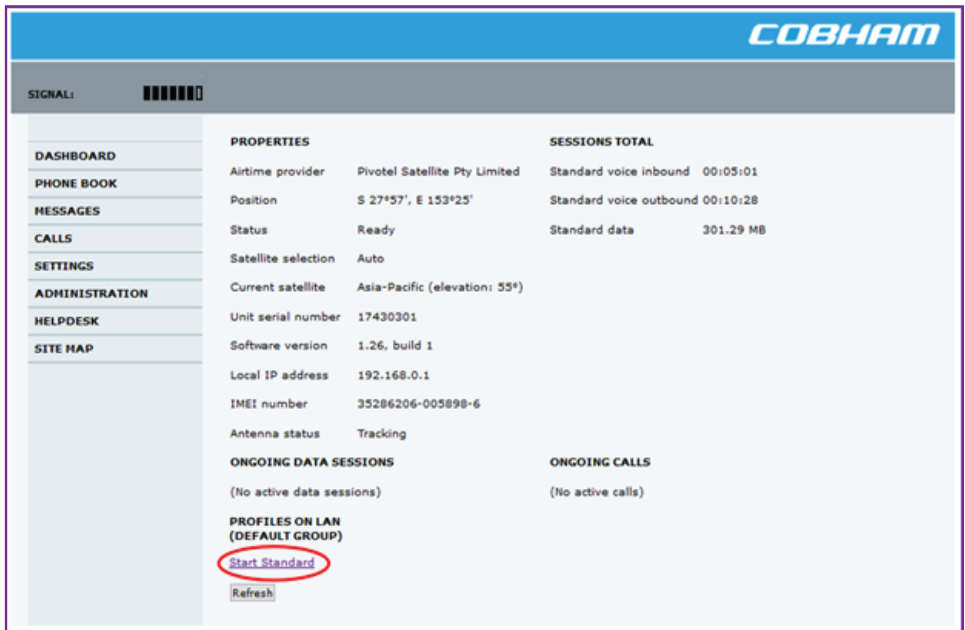 COBHAM
SIGNAL:
DASHBOARD
PHONE BOOK
MESSAGES
CALLS
SETTINGS
ADMINISTRATION
HELPDESK
SITE MAP
PROPERTIES
Airtime provider Pivotel Satellite Pty Limited
Position S 27°57', E 153°25'
Status Ready
Satellite selection Auto
Current satellite Asia-Pacific (elevation: 55°)
Unit serial number 17430301
Software version 1.26, build 1
Local IP address 192.168.0.1
IMEI number 35286206-005898-6
Antenna status Tracking
SESSIONS TOTAL
Standard voice inbound 00:05:01
Standard voice outbound 00:10:28
Standard data 301.29 MB
ONGOING DATA SESSIONS
(No active data sessions)
ONGOING CALLS
(No active calls)
PROFILES ON LAN
(DEFAULT GROUP)
Start Standard
Refresh